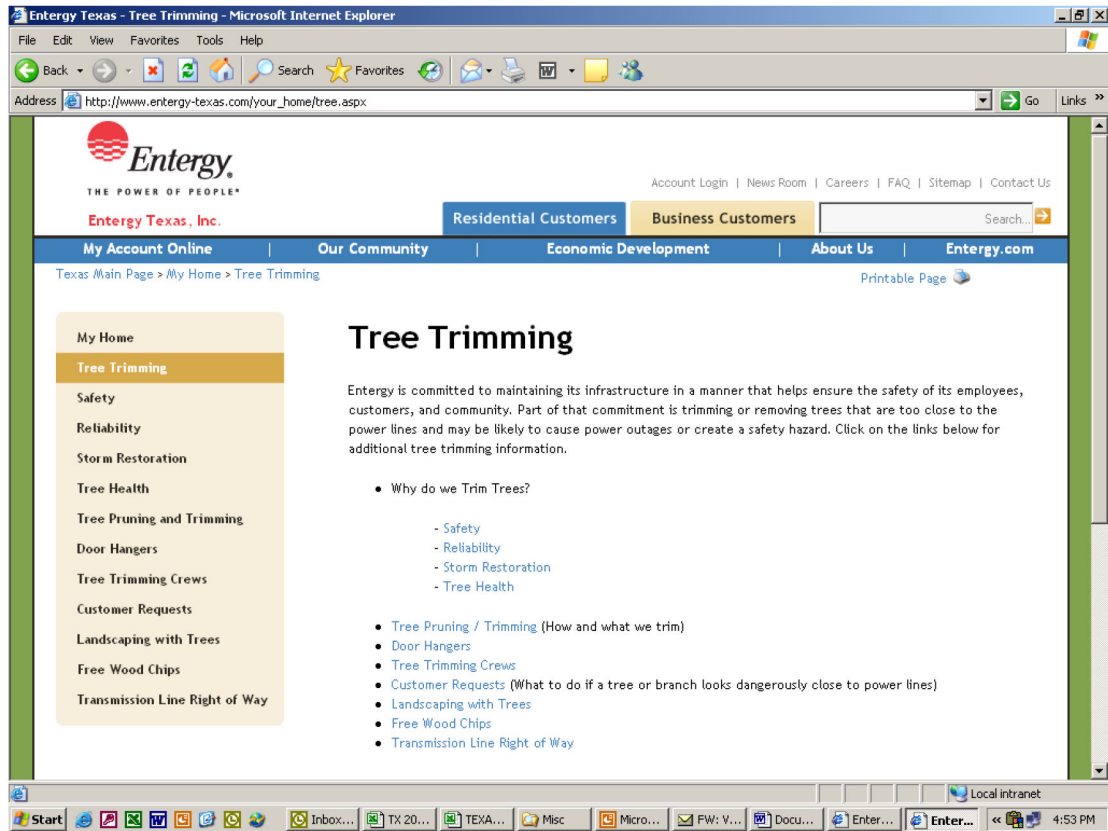 Entergy Texas - Tree Trimming - Microsoft Internet Explorer
File Edit View Favorites Tools Help
Back Search Favorites
Address http://www.entergy-texas.com/your_home/tree.aspx Go Links »
Entergy®
THE POWER OF PEOPLE®
Account Login | News Room | Careers | FAQ | Sitemap | Contact Us
Entergy Texas, Inc. Residential Customers Business Customers Search...
My Account Online | Our Community | Economic Development | About Us | Entergy.com
Texas Main Page > My Home > Tree Trimming Printable Page
My Home
Tree Trimming
Safety
Reliability
Storm Restoration
Tree Health
Tree Pruning and Trimming
Door Hangers
Tree Trimming Crews
Customer Requests
Landscaping with Trees
Free Wood Chips
Transmission Line Right of Way
Tree Trimming
Entergy is committed to maintaining its infrastructure in a manner that helps ensure the safety of its employees,
customers, and community. Part of that commitment is trimming or removing trees that are too close to the
power lines and may be likely to cause power outages or create a safety hazard. Click on the links below for
additional tree trimming information.
• Why do we Trim Trees?
- Safety
- Reliability
- Storm Restoration
- Tree Health
• Tree Pruning / Trimming (How and what we trim)
• Door Hangers
• Tree Trimming Crews
• Customer Requests (What to do if a tree or branch looks dangerously close to power lines)
• Landscaping with Trees
• Free Wood Chips
• Transmission Line Right of Way
Local intranet
Start Inbox... TX 20... TEXA... Misc Micro... FW: V... Docu... Enter... Enter... « 4:53 PM